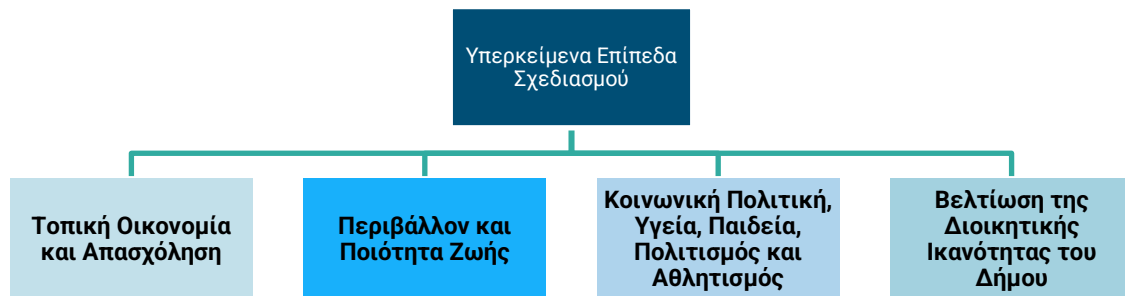 Υπερκείμενα Επίπεδα
Σχεδιασμού
Τοπική Οικονομία
και Απασχόληση
Περιβάλλον και
Ποιότητα Ζωής
Κοινωνική Πολιτική,
Υγεία, Παιδεία,
Πολιτισμός και
Αθλητισμός
Βελτίωση της
Διοικητικής
Ικανότητας του
Δήμου